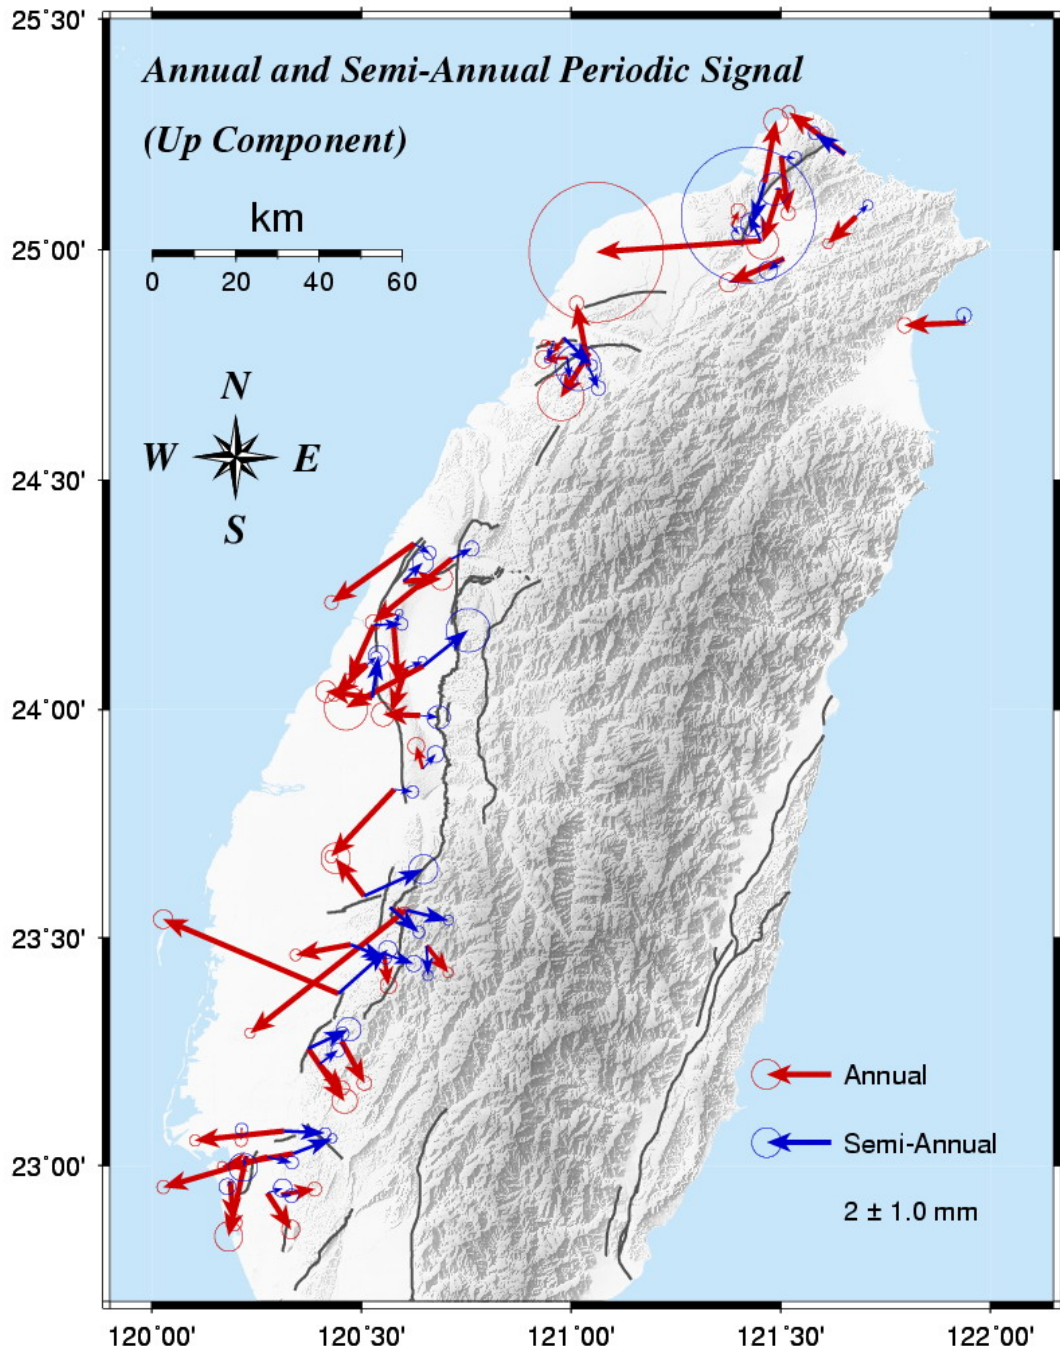 25˚30'
Annual and Semi-Annual Periodic Signal
(Up Component)
km
25˚00'
0 20 40 60
N
W E
S
24˚30'
24˚00'
23˚30'
Annual
Semi-Annual
23˚00'
2 ± 1.0 mm
120˚00' 120˚30' 121˚00' 121˚30' 122˚00'